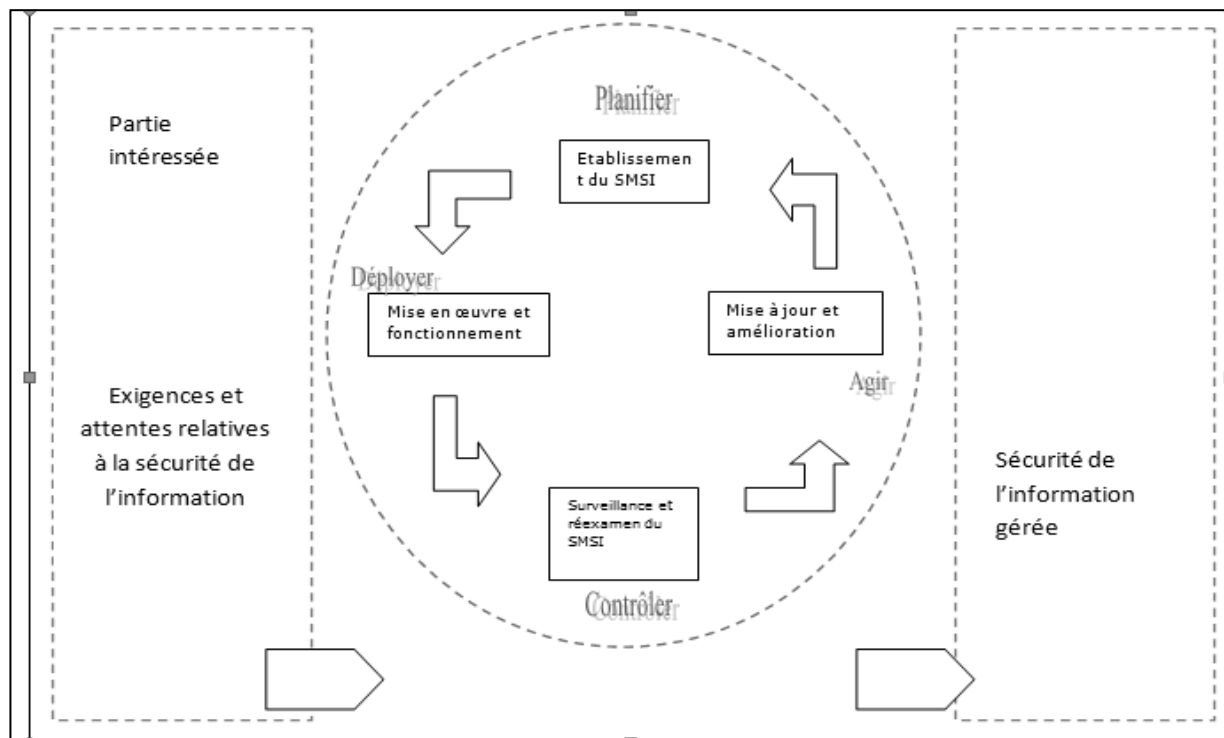 Partie
intéressée
Exigences et
attentes relatives
à la sécurité de
l’information
Planifier
Etablissemen
t du SMSI
Déployer
Mise en œuvre et
fonctionnement
Mise à jour et
amélioration
Agir
Surveillance et
réexamen du
SMSI
Contrôler
Sécurité de
l’information
gérée